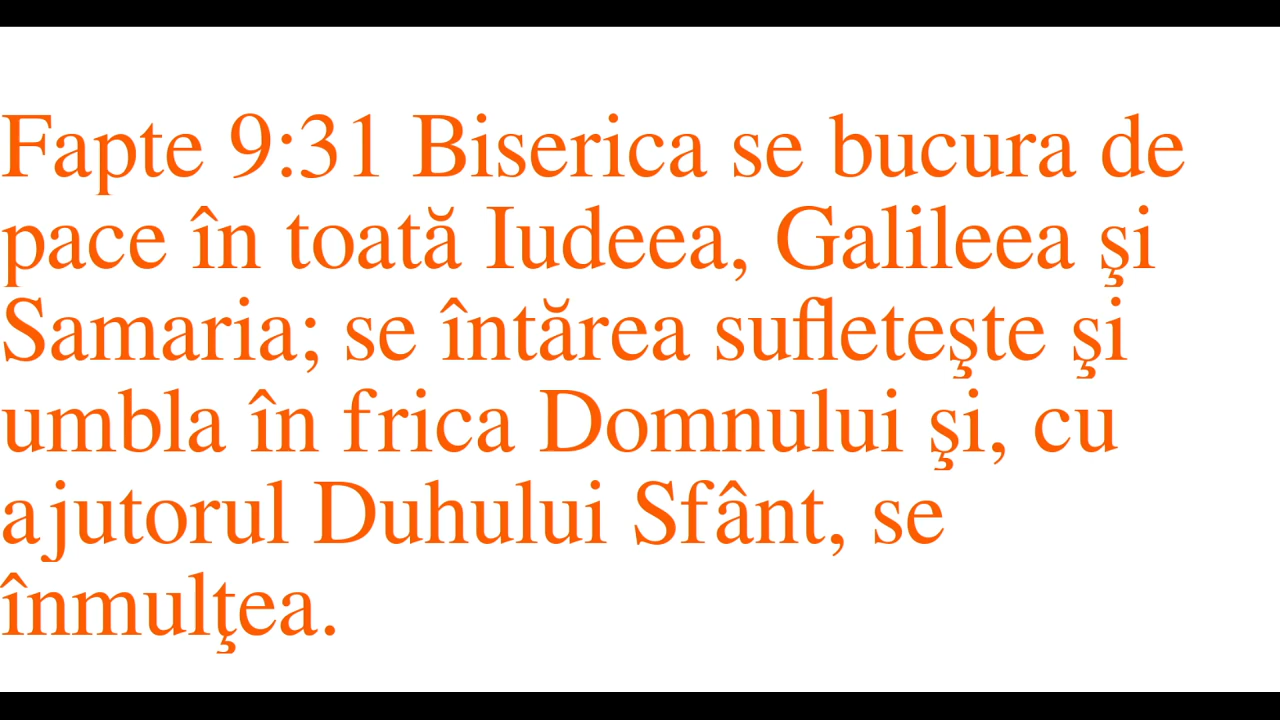 Fapte 9:31 Biserica se bucura de
pace în toată Iudeea, Galileea şi
Samaria; se întărea sufleteşte şi
umbla în frica Domnului şi, cu
ajutorul Duhului Sfânt, se
înmulţea.